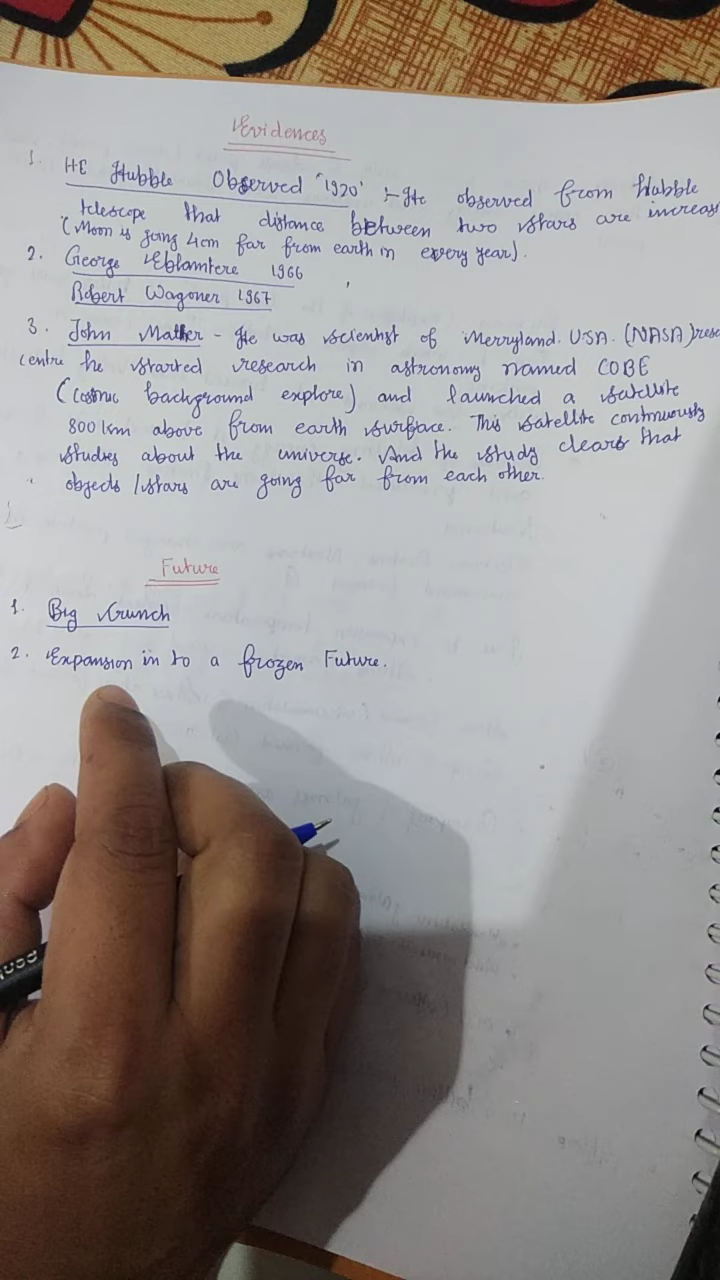 Evidences
1. HE Hubble Observed '1920' :- He observed from Hubble
telescope that distance between two stars are increas
(Moon is going 4cm far from earth in every year).
2. George 1966
Robert Wagoner 1967
3. John Mather - He was scientist of Merryland. USA. (NASA) rese
centre he started research in astronomy named COBE
(Cosmic background explore) and launched a satellite
800 km above from earth surface. This satellite continuously
studies about the universe. And the study clears that
objects / stars are going far from each other.
Future
1. Big Crunch
2. Expansion in to a frozen Future.